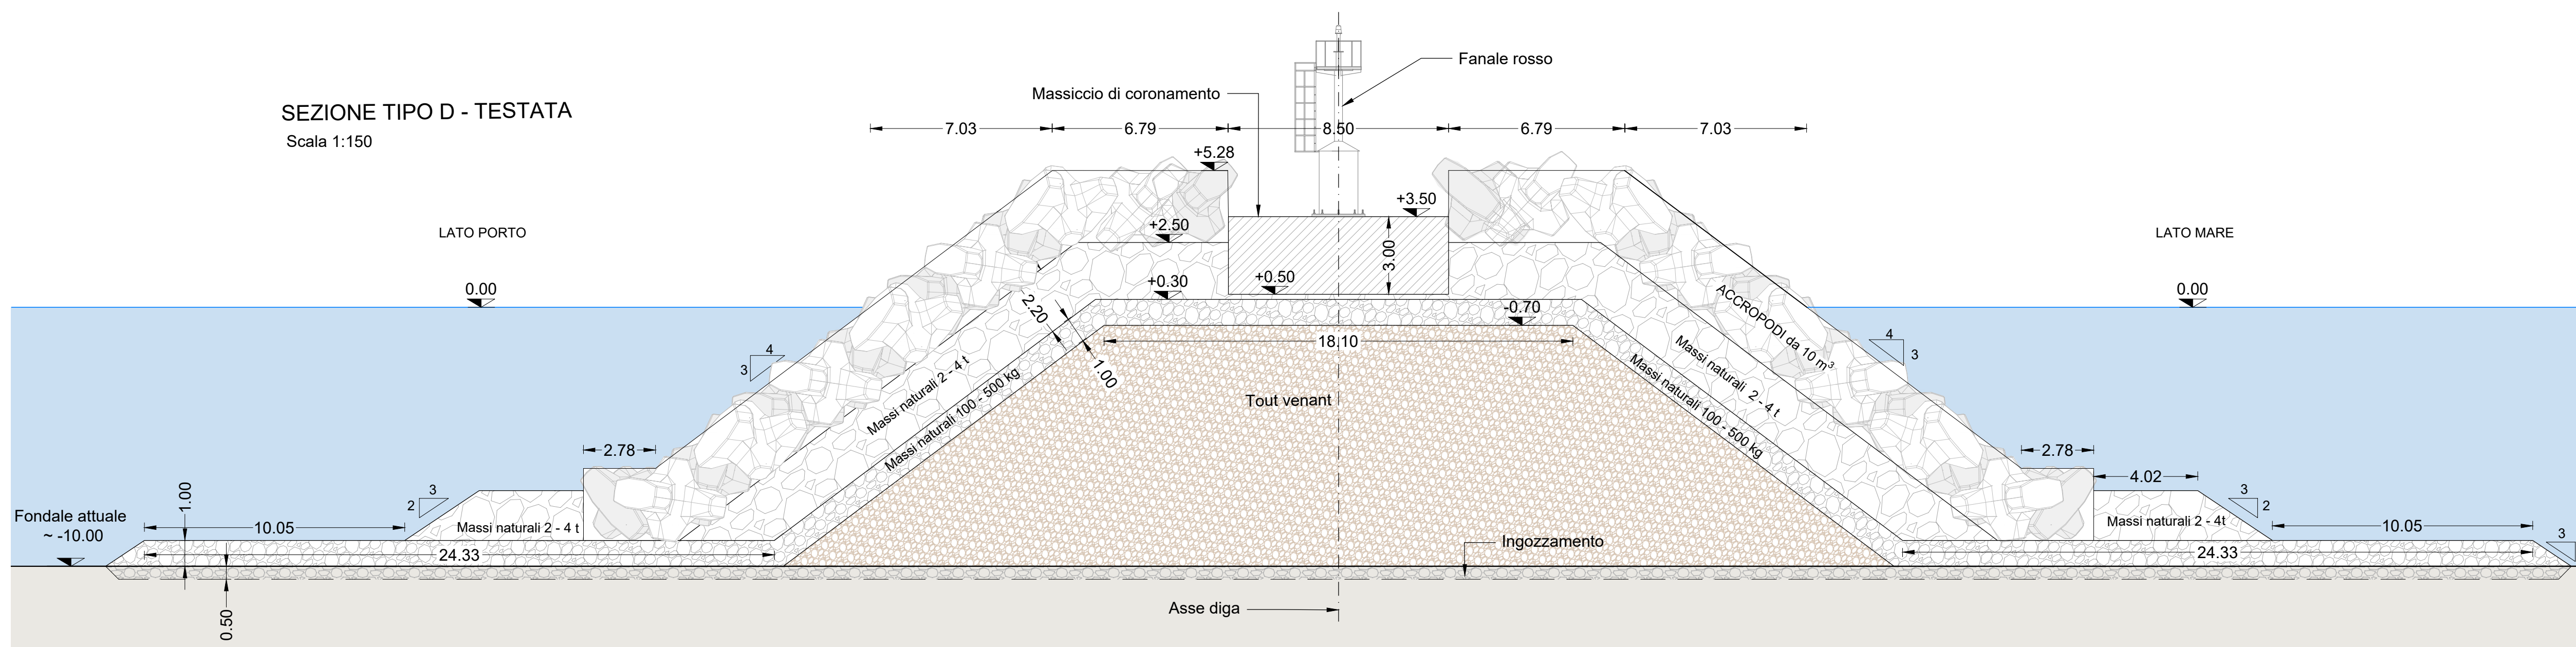 Fanale rosso
Massiccio di coronamento
SEZIONE TIPO D - TESTATA
Scala 1:150
7.03
6.79
8.50
6.79
7.03
+5.28
+3.50
+2.50
LATO PORTO
LATO MARE
3.00
+0.50
+0.30
0.00
0.00
-0.70
2.20
1.00
18.10
4
3
4
3
ACCROPODI da 10 m³
Massi naturali 2 - 4 t
Massi naturali 100 - 500 kg
Massi naturali 2 - 4 t
Massi naturali 100 - 500 kg
Tout venant
2.78
2.78
4.02
3
2
3
2
1.00
Fondale attuale
~ -10.00
10.05
Massi naturali 2 - 4 t
Massi naturali 2 - 4t
10.05
3
24.33
Ingozzamento
24.33
0.50
Asse diga